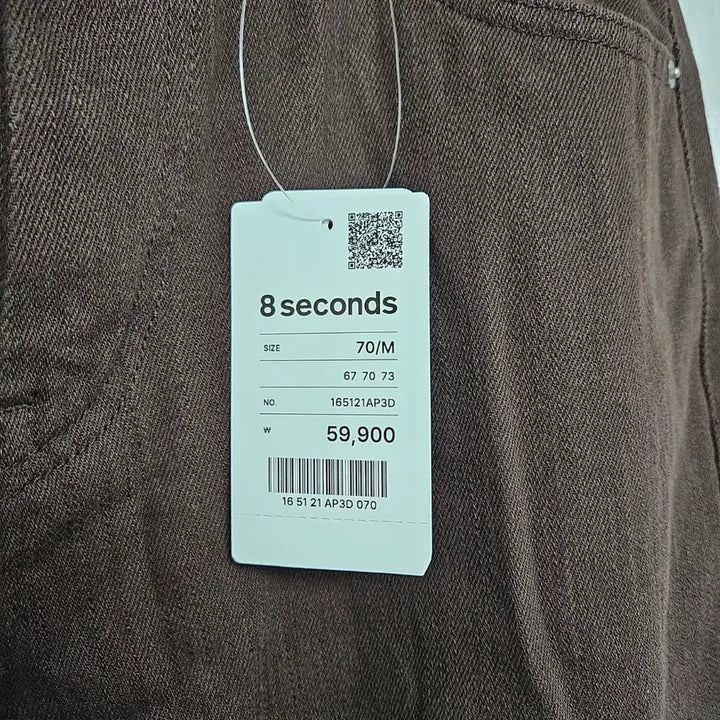 8 seconds
SIZE 70/M
67 70 73
NO. 165121AP3D
₩ 59,900
16 51 21 AP3D 070